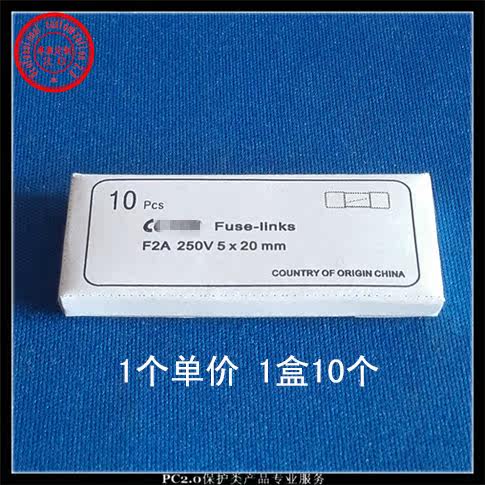 10 Pcs
Fuse-links
F2A 250V 5 x 20 mm
COUNTRY OF ORIGIN CHINA
1个单价 1盒10个
PC2.0保护类产品专业服务